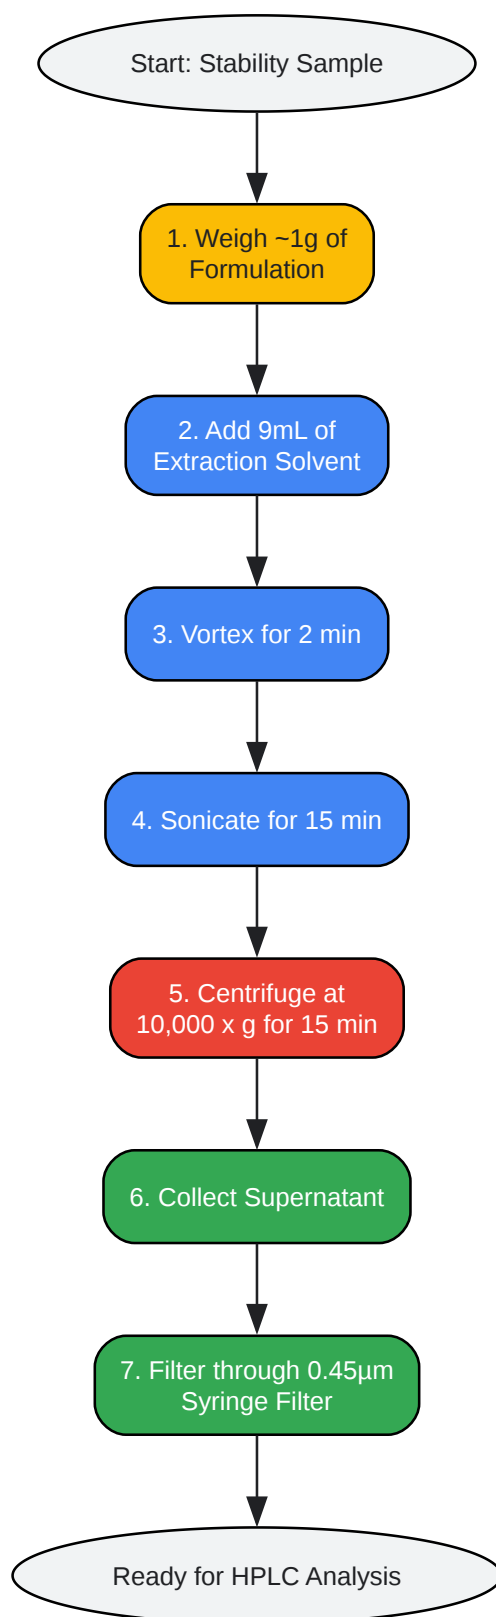 Start: Stability Sample
1. Weigh ~1g of
Formulation
2. Add 9mL of
Extraction Solvent
3. Vortex for 2 min
4. Sonicate for 15 min
5. Centrifuge at
10,000 x g for 15 min
6. Collect Supernatant
7. Filter through 0.45µm
Syringe Filter
Ready for HPLC Analysis